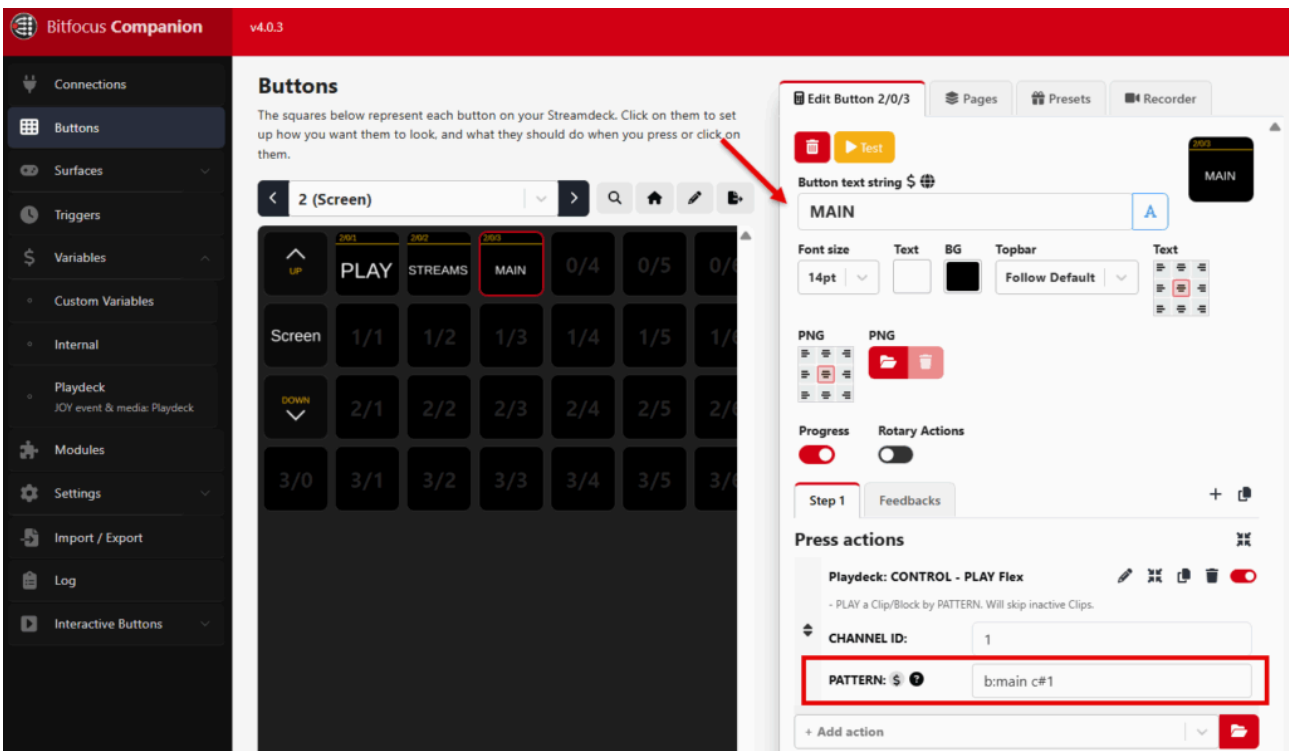 Bitfocus Companion
v4.0.3
Connections
Buttons
Surfaces
Triggers
Variables
Custom Variables
Internal
Playdeck
JOY event & media: Playdeck
Modules
Settings
Import / Export
Log
Interactive Buttons
Buttons
The squares below represent each button on your Streamdeck. Click on them to set
up how you want them to look, and what they should do when you press or click on
them.
2 (Screen)
2/0/1 2/0/2 2/0/3
UP PLAY STREAMS MAIN 0/4 0/5
Screen 1/1 1/2 1/3 1/4 1/5
DOWN 2/1 2/2 2/3 2/4 2/5
3/0 3/1 3/2 3/3 3/4 3/5
Edit Button 2/0/3 Pages Presets Recorder
Test
2/0/3
MAIN
Button text string $
MAIN A
Font size Text BG Topbar Text
14pt Follow Default
PNG PNG
Progress Rotary Actions
Step 1 Feedbacks +
Press actions
Playdeck: CONTROL - PLAY Flex
- PLAY a Clip/Block by PATTERN. Will skip inactive Clips.
CHANNEL ID: 1
PATTERN: $ ? b:main c#1
+ Add action